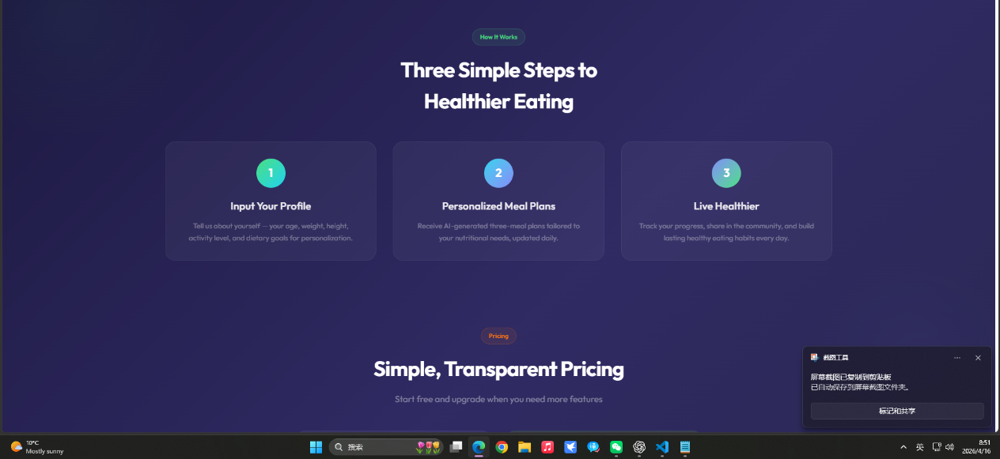 How It Works
Three Simple Steps to
Healthier Eating
1
Input Your Profile
Tell us about yourself — your age, weight, height,
activity level, and dietary goals for personalization.
2
Personalized Meal Plans
Receive AI-generated three-meal plans tailored to
your nutritional needs, updated daily.
3
Live Healthier
Track your progress, share in the community, and build
lasting healthy eating habits every day.
Pricing
Simple, Transparent Pricing
Start free and upgrade when you need more features
截图工具
屏幕截图已复制到剪贴板
已自动保存到屏幕截图文件夹。
标记和共享
10°C
Mostly sunny
搜索
英
8:51
2026/4/16